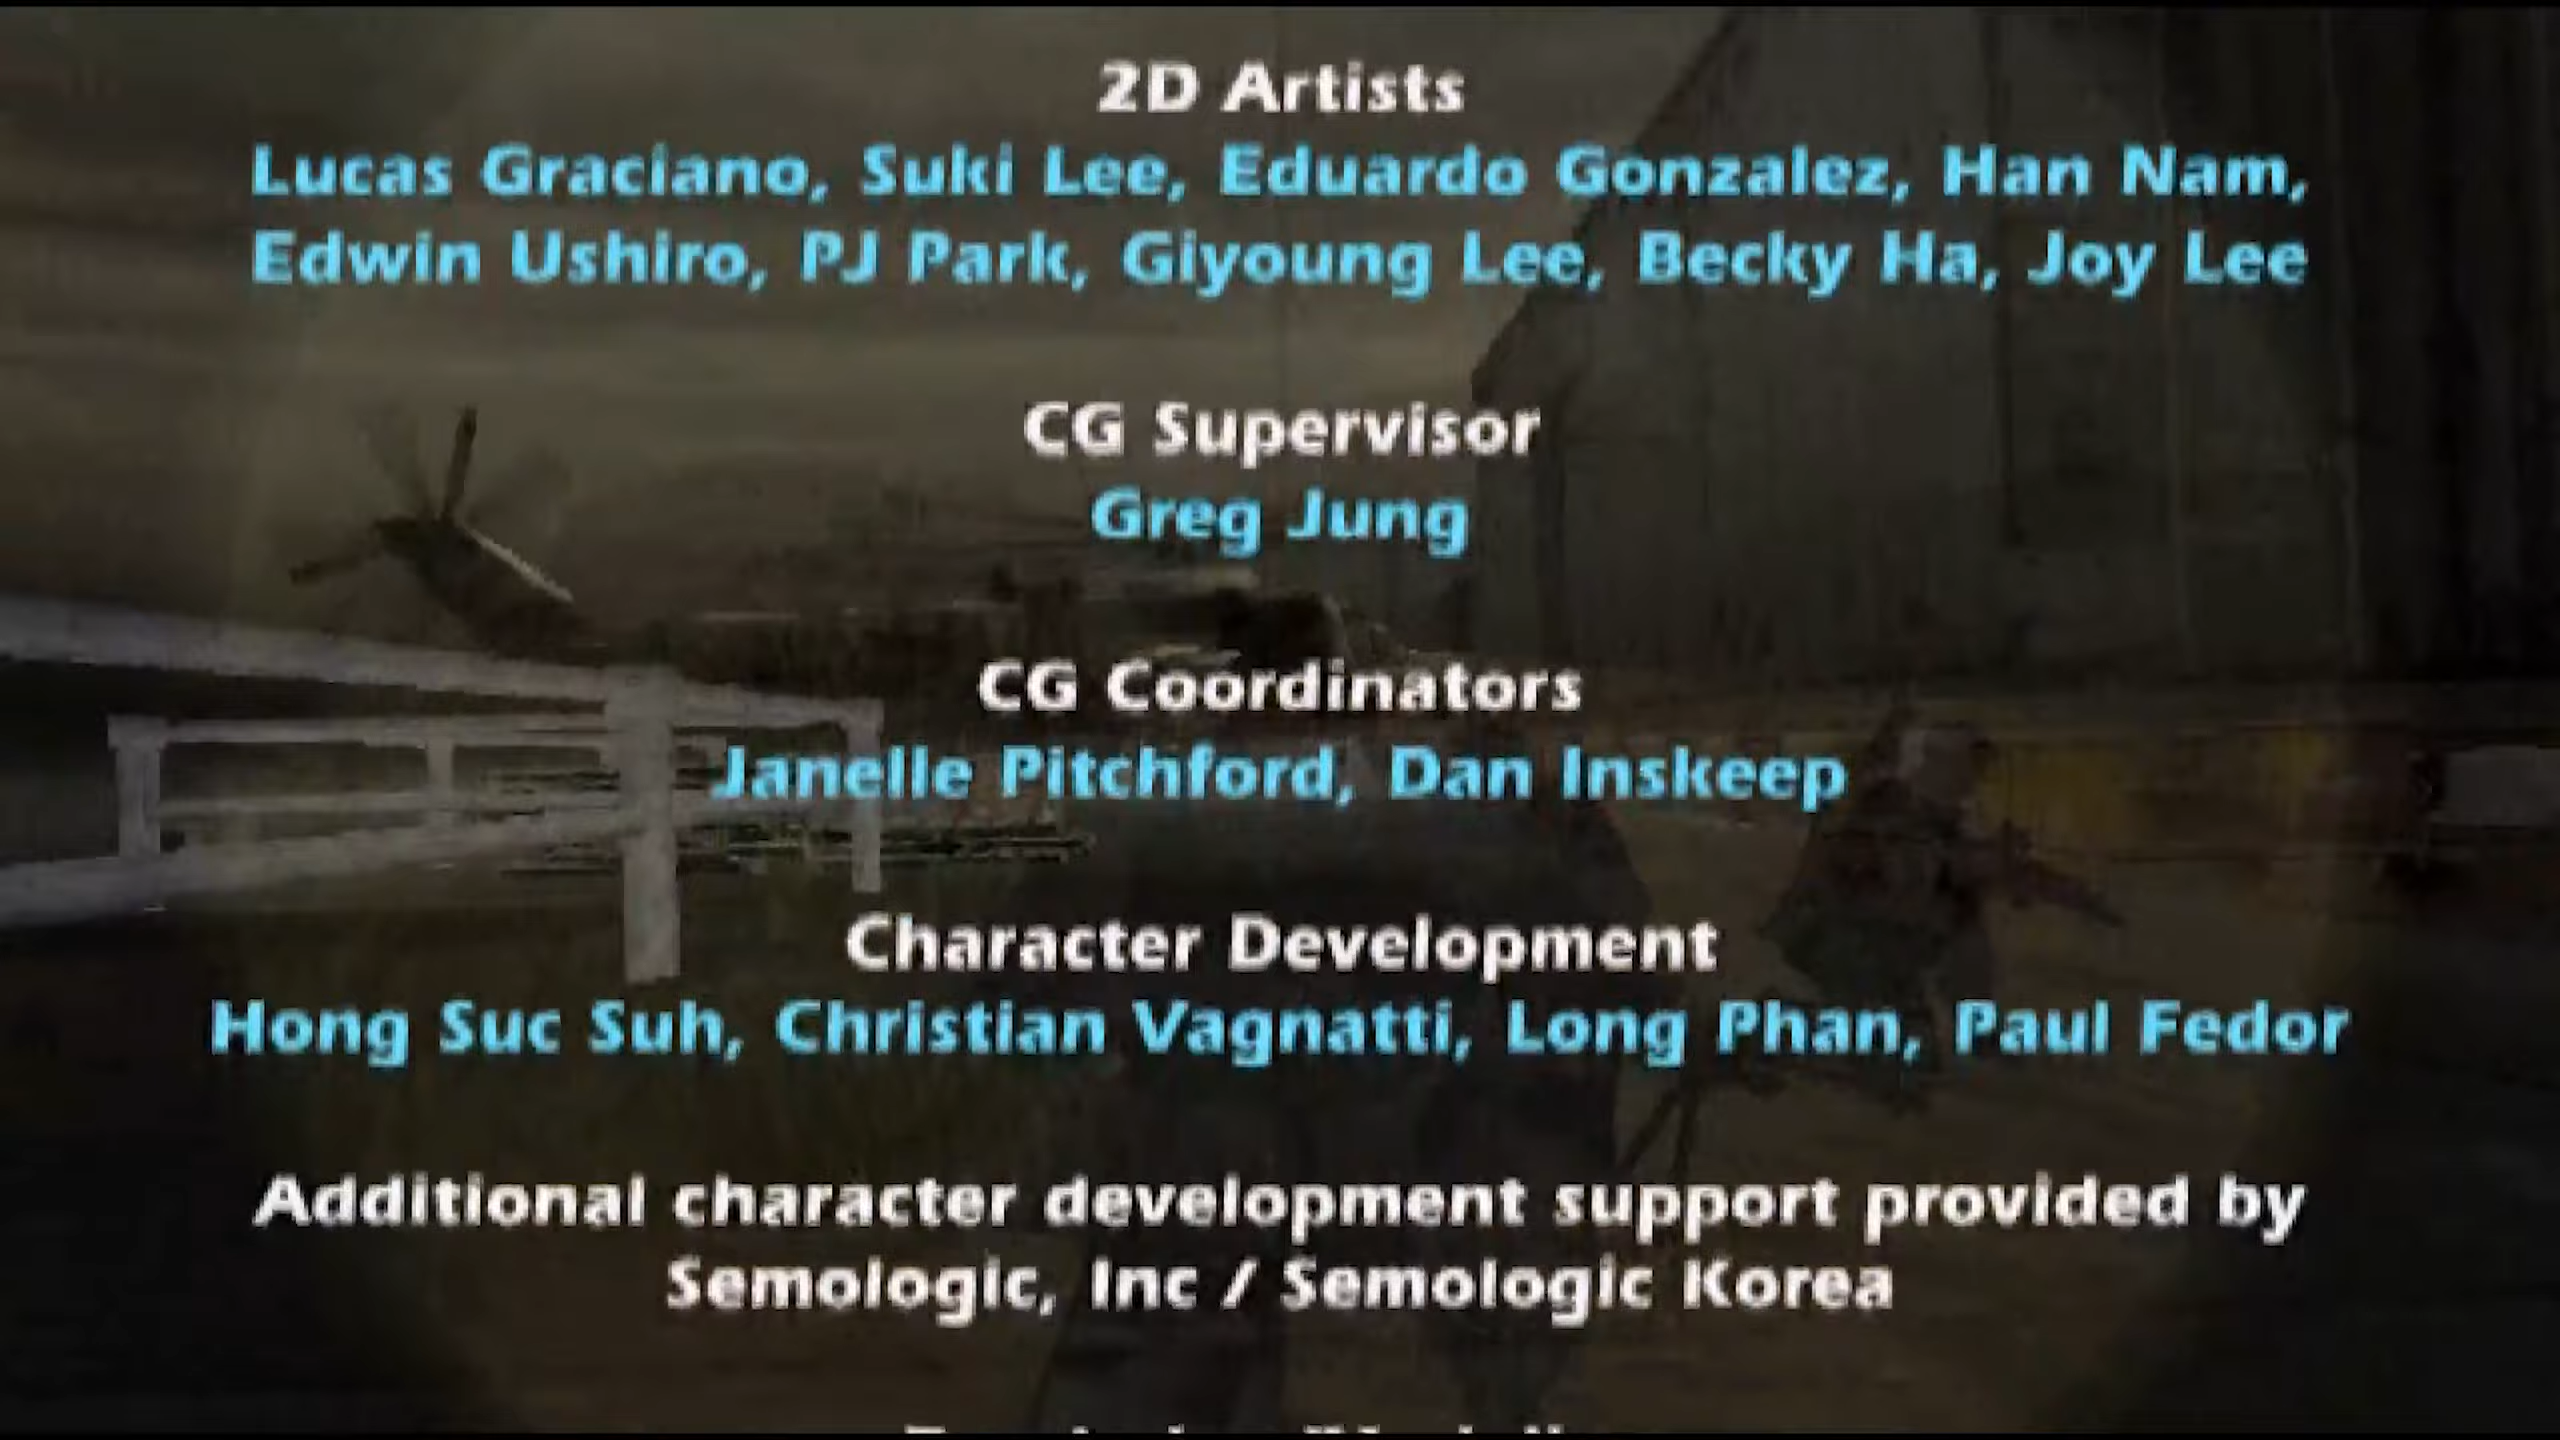 2D Artists
Lucas Graciano, Suki Lee, Eduardo Gonzalez, Han Nam,
Edwin Ushiro, PJ Park, Giyoung Lee, Becky Ha, Joy Lee
CG Supervisor
Greg Jung
CG Coordinators
Janelle Pitchford, Dan Inskeep
Character Development
Hong Suc Suh, Christian Vagnatti, Long Phan, Paul Fedor
Additional character development support provided by
Semologic, Inc / Semologic Korea